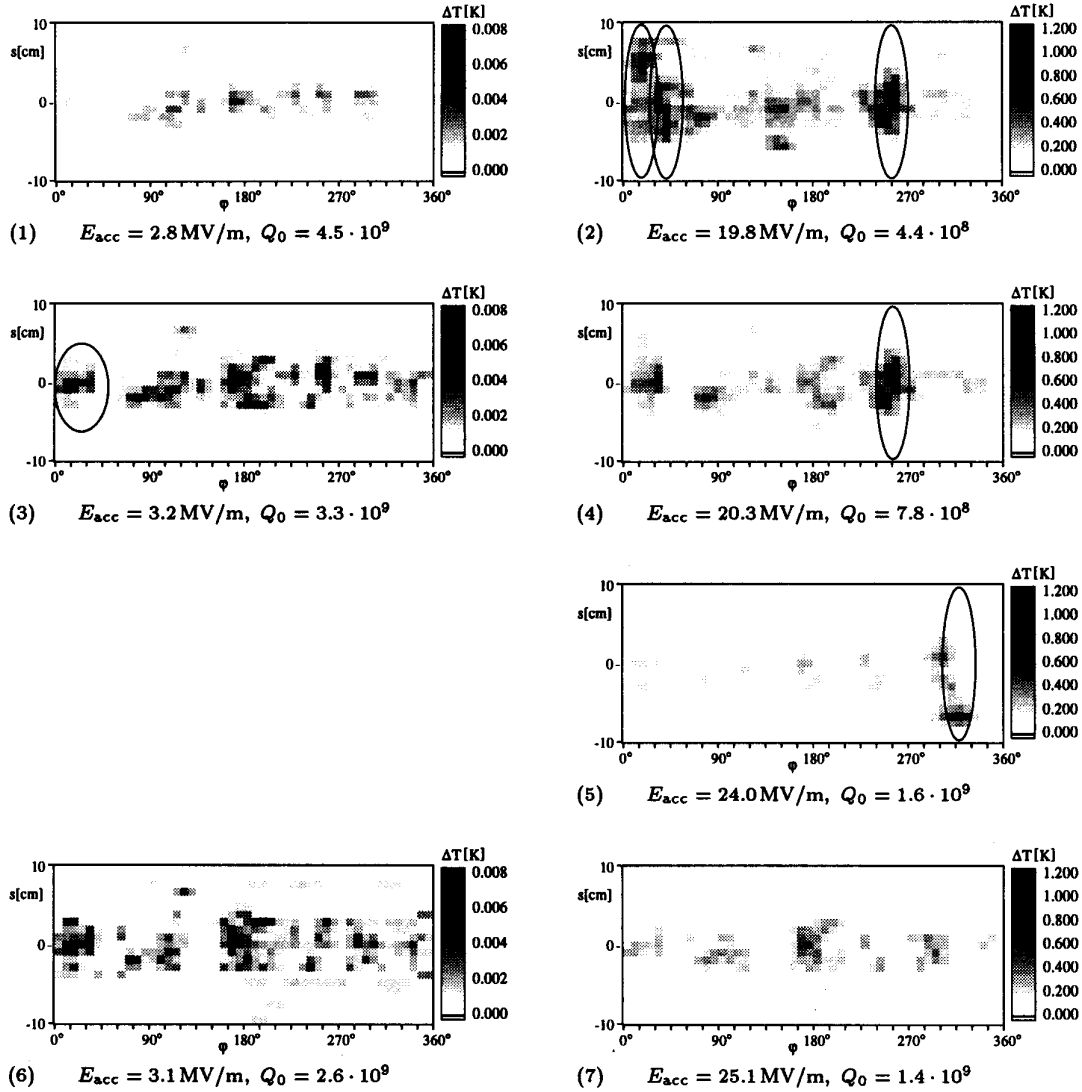 ΔT[K]
10
s[cm]
0
-10
0.008
0.006
0.004
0.002
0.000
0° 90° 180° 270° 360°
φ
(1) E_acc = 2.8 MV/m, Q_0 = 4.5 · 10^9
ΔT[K]
10
s[cm]
0
-10
1.200
1.000
0.800
0.600
0.400
0.200
0.000
0° 90° 180° 270° 360°
φ
(2) E_acc = 19.8 MV/m, Q_0 = 4.4 · 10^8
ΔT[K]
10
s[cm]
0
-10
0.008
0.006
0.004
0.002
0.000
0° 90° 180° 270° 360°
φ
(3) E_acc = 3.2 MV/m, Q_0 = 3.3 · 10^9
ΔT[K]
10
s[cm]
0
-10
1.200
1.000
0.800
0.600
0.400
0.200
0.000
0° 90° 180° 270° 360°
φ
(4) E_acc = 20.3 MV/m, Q_0 = 7.8 · 10^8
ΔT[K]
10
s[cm]
0
-10
1.200
1.000
0.800
0.600
0.400
0.200
0.000
0° 90° 180° 270° 360°
φ
(5) E_acc = 24.0 MV/m, Q_0 = 1.6 · 10^9
ΔT[K]
10
s[cm]
0
-10
0.008
0.006
0.004
0.002
0.000
0° 90° 180° 270° 360°
φ
(6) E_acc = 3.1 MV/m, Q_0 = 2.6 · 10^9
ΔT[K]
10
s[cm]
0
-10
1.200
1.000
0.800
0.600
0.400
0.200
0.000
0° 90° 180° 270° 360°
φ
(7) E_acc = 25.1 MV/m, Q_0 = 1.4 · 10^9